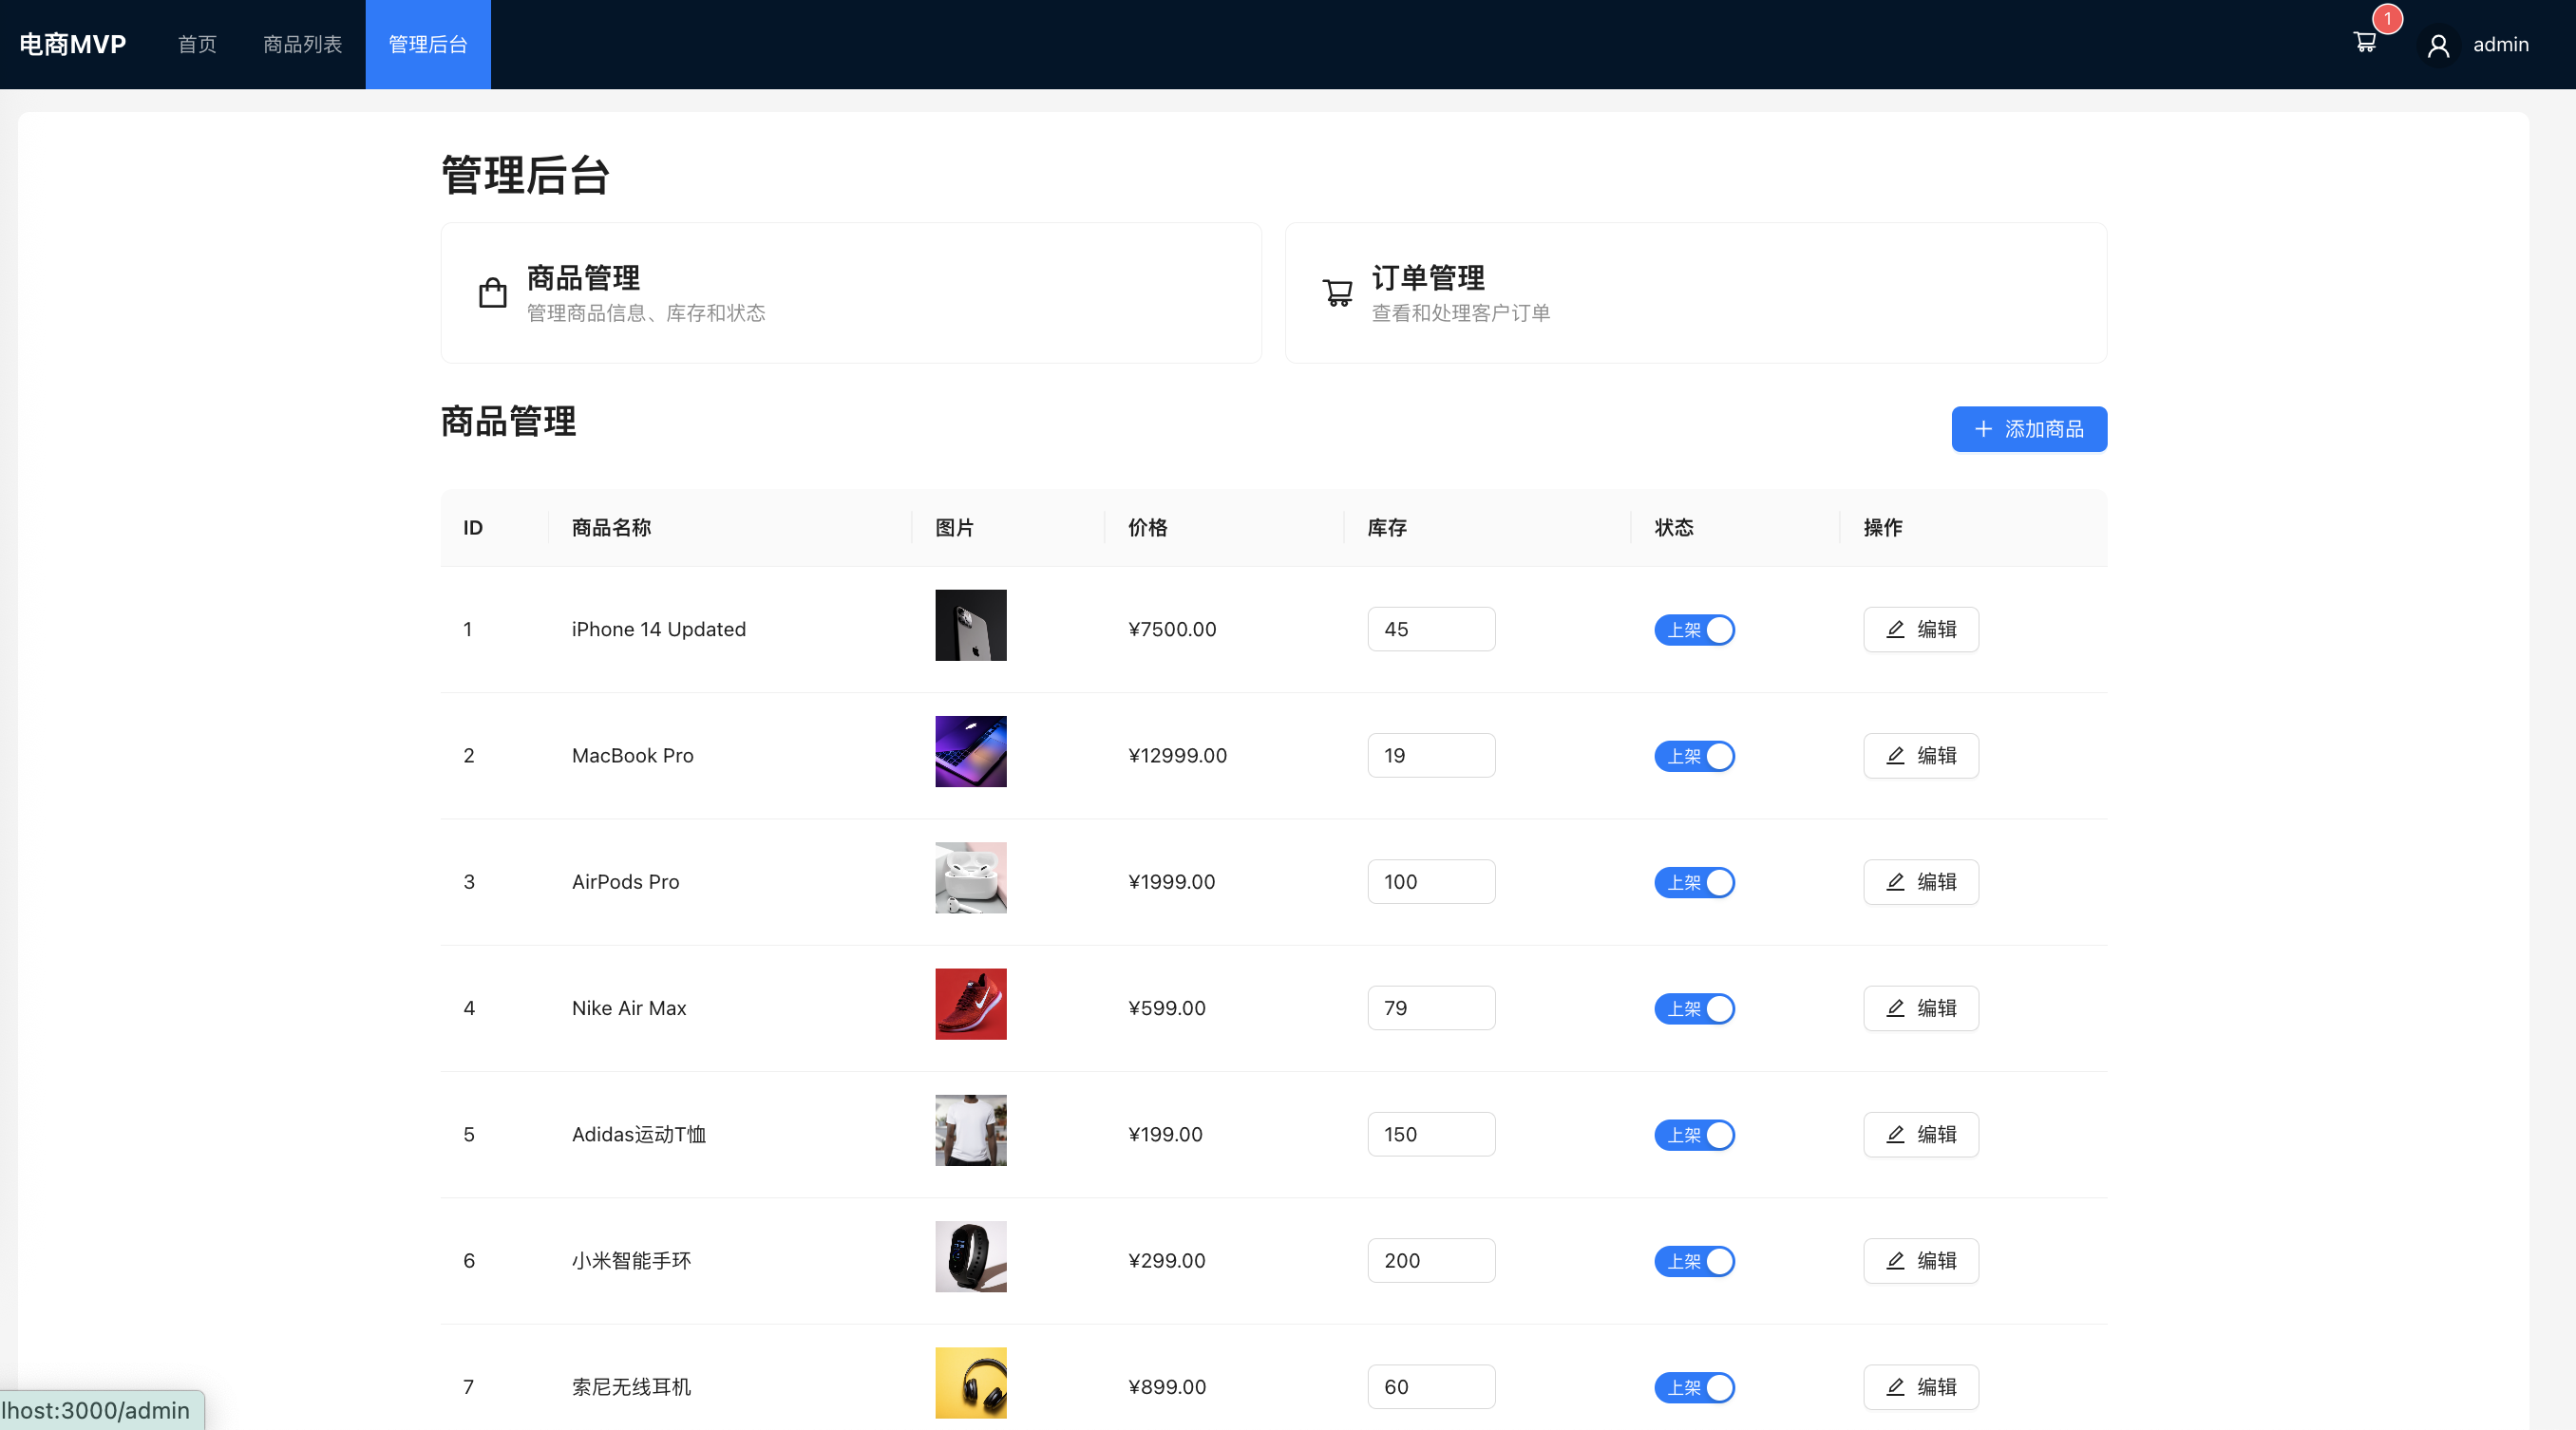 电商MVP 首页 商品列表 管理后台 1 admin
管理后台
商品管理
管理商品信息、库存和状态
订单管理
查看和处理客户订单
商品管理
添加商品
ID 商品名称 图片 价格 库存 状态 操作
1 iPhone 14 Updated ¥7500.00 45 上架 编辑
2 MacBook Pro ¥12999.00 19 上架 编辑
3 AirPods Pro ¥1999.00 100 上架 编辑
4 Nike Air Max ¥599.00 79 上架 编辑
5 Adidas运动T恤 ¥199.00 150 上架 编辑
6 小米智能手环 ¥299.00 200 上架 编辑
7 索尼无线耳机 ¥899.00 60 上架 编辑
lhost:3000/admin